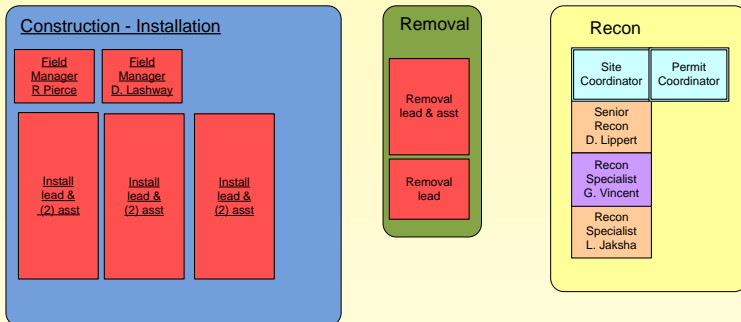 Construction - Installation
Field
Manager
R Pierce
Field
Manager
D. Lashway
Install
lead &
(2) asst
Install
lead &
(2) asst
Install
lead &
(2) asst
Removal
Removal
lead & asst
Removal
lead
Recon
Site
Coordinator
Permit
Coordinator
Senior
Recon
D. Lippert
Recon
Specialist
G. Vincent
Recon
Specialist
L. Jaksha